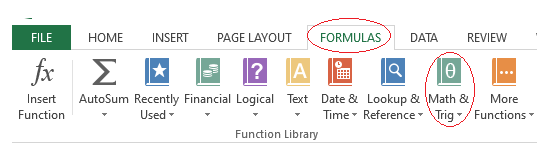 FILE HOME INSERT PAGE LAYOUT FORMULAS DATA REVIEW
fx Σ ? A θ
Insert AutoSum Recently Financial Logical Text Date & Lookup & Math & More
Function Used Time Reference Trig Functions
Function Library